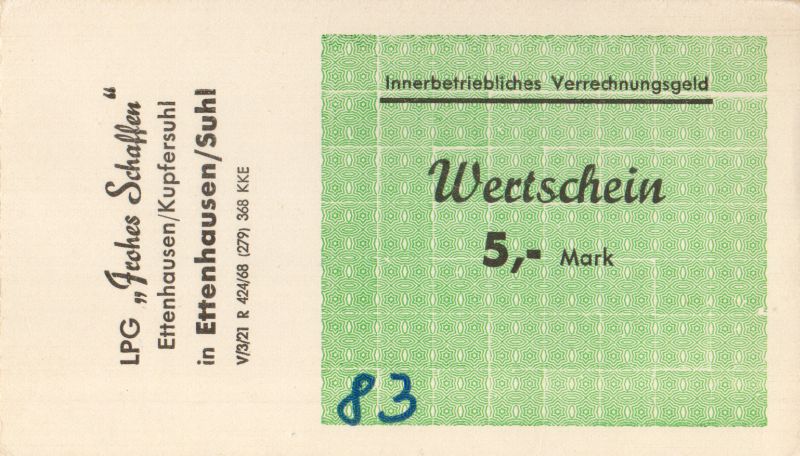 LPG „Frohes Schaffen“
Ettenhausen/Kupfersuhl
in Ettenhausen/Suhl
V/3/21 R 424/68 (279) 368 KKE
Innerbetriebliches Verrechnungsgeld
Wertschein
5,- Mark
83